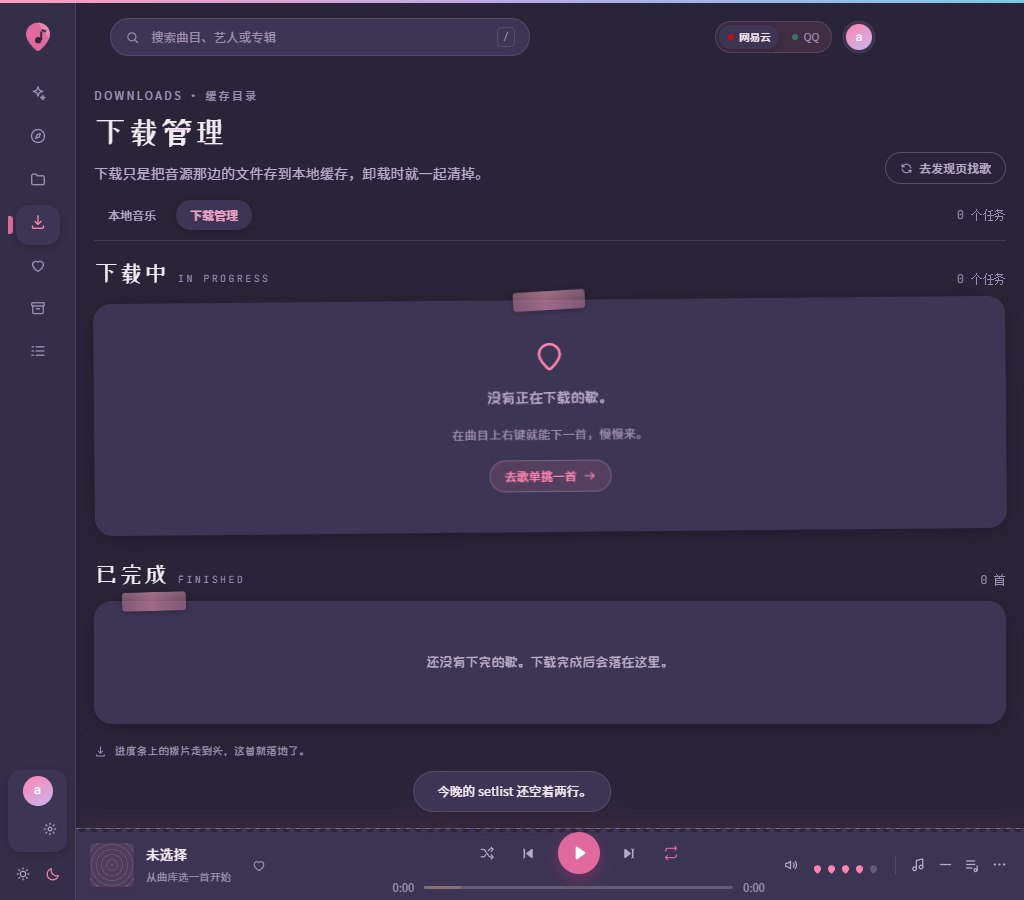 搜索曲目、艺人或专辑
/
网易云
QQ
a
DOWNLOADS • 缓存目录
下载管理
下载只是把音源那边的文件存到本地缓存，卸载时就一起清掉。
去发现页找歌
本地音乐
下载管理
0 个任务
下载中 IN PROGRESS
0 个任务
没有正在下载的歌。
在曲目上右键就能下一首，慢慢来。
去歌单挑一首
已完成 FINISHED
0 首
还没有下完的歌。下载完成后会落在这里。
进度条上的拨片走到头，这首就落地了。
今晚的 setlist 还空着两行。
a
未选择
从曲库选一首开始
0:00
0:00